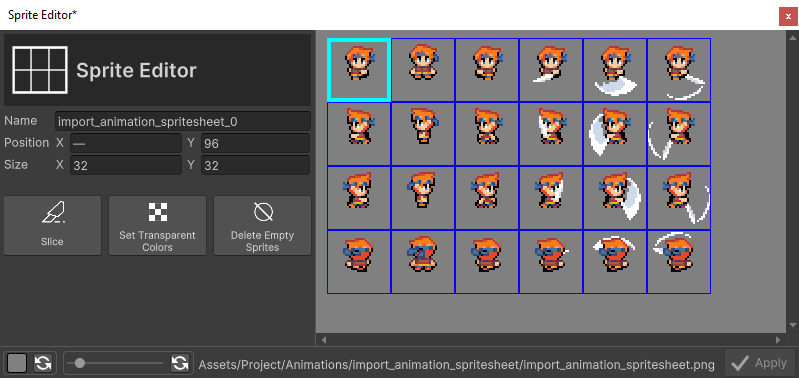 Sprite Editor*
x
Sprite Editor
Name import_animation_spritesheet_0
Position X — Y 96
Size X 32 Y 32
Slice
Set Transparent
Colors
Delete Empty
Sprites
Assets/Project/Animations/import_animation_spritesheet/import_animation_spritesheet.png
Apply